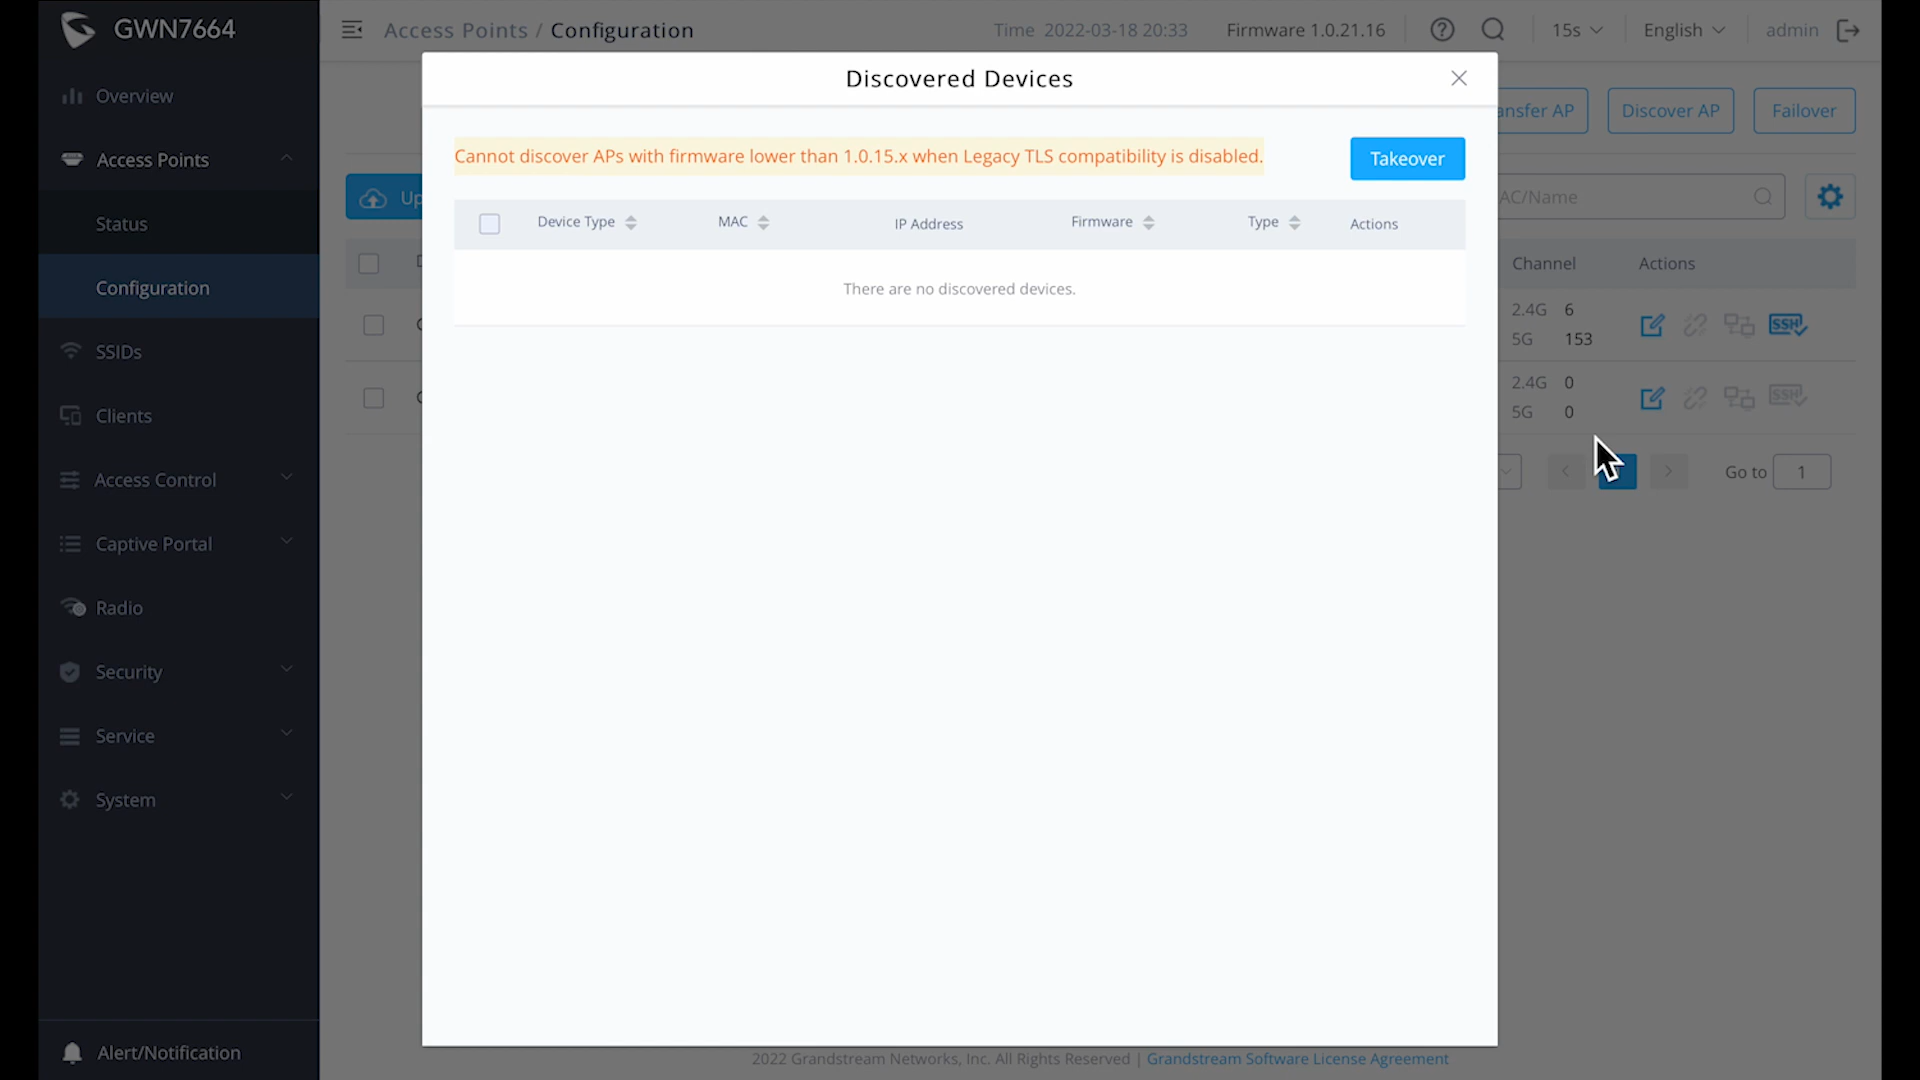 GWN7664
Access Points / Configuration
Time 2022-03-18 20:33
Firmware 1.0.21.16
15s
English
admin
Overview
Access Points
Status
Configuration
SSIDs
Clients
Access Control
Captive Portal
Radio
Security
Service
System
Alert/Notification
Discovered Devices
Cannot discover APs with firmware lower than 1.0.15.x when Legacy TLS compatibility is disabled.
Takeover
Device Type MAC IP Address Firmware Type Actions
There are no discovered devices.
ansfer AP
Discover AP
Failover
Up
AC/Name
Channel Actions
2.4G 6
5G 153
SSH
2.4G 0
5G 0
SSH
Go to 1
2022 Grandstream Networks, Inc. All Rights Reserved | Grandstream Software License Agreement